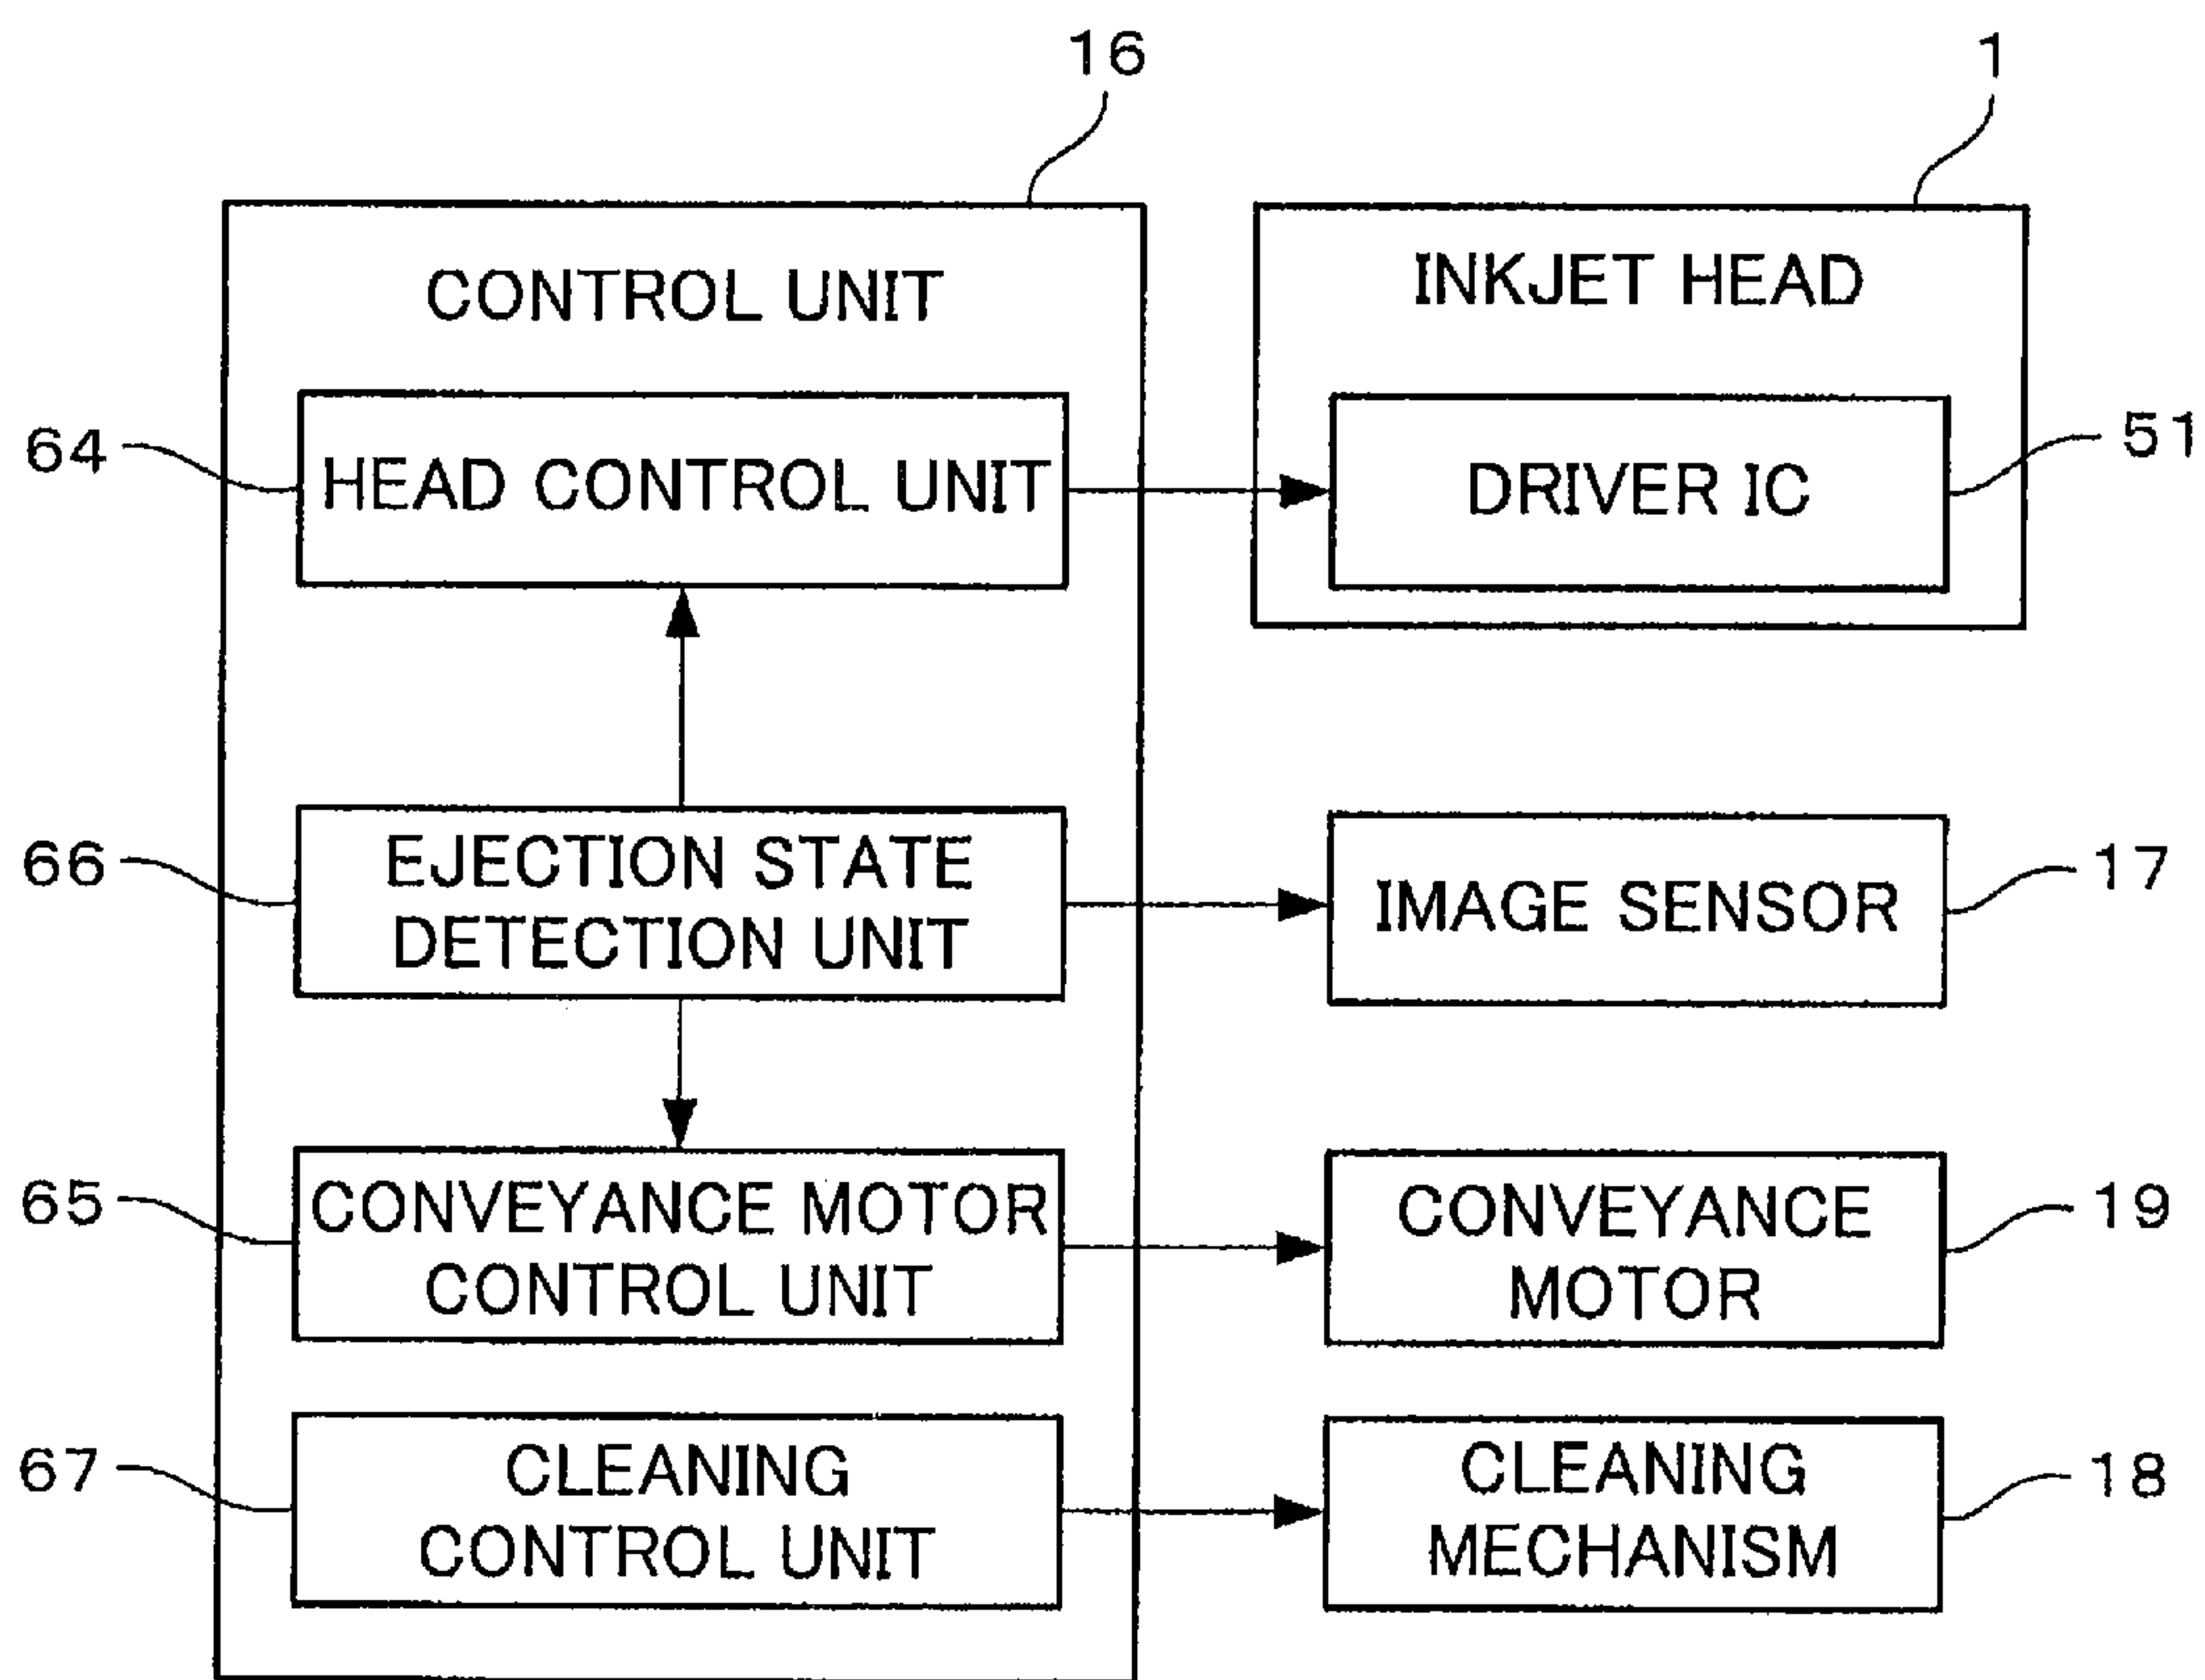 16
1
CONTROL UNIT
INKJET HEAD
64
HEAD CONTROL UNIT
DRIVER IC
51
66
EJECTION STATE
DETECTION UNIT
IMAGE SENSOR
17
65
CONVEYANCE MOTOR
CONTROL UNIT
CONVEYANCE
MOTOR
19
67
CLEANING
CONTROL UNIT
CLEANING
MECHANISM
18